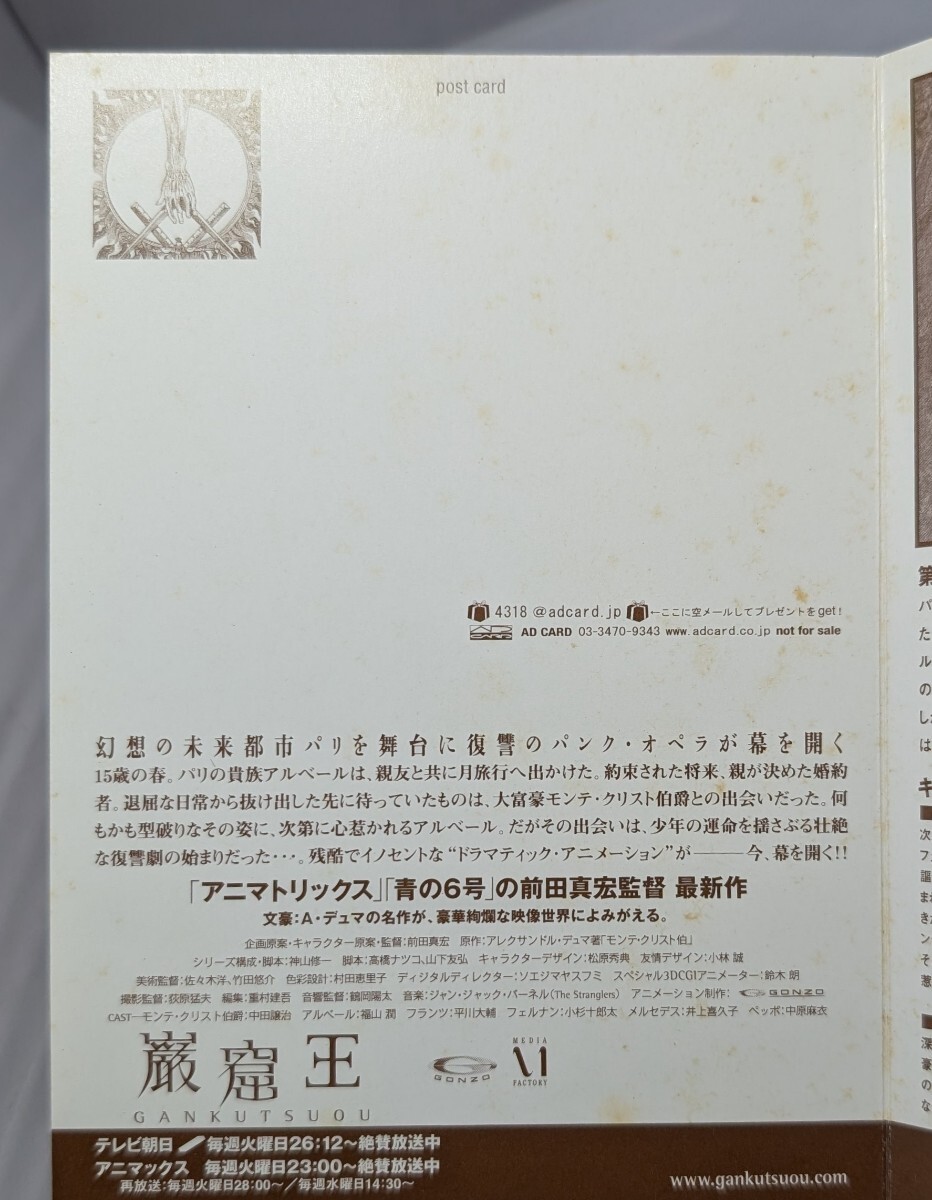 post card
4318 @adcard.jp ←ここに空メールしてプレゼントをget!
AD CARD 03-3470-9343 www.adcard.co.jp not for sale
幻想の未来都市パリを舞台に復讐のパンク・オペラが幕を開く
15歳の春。パリの貴族アルベールは、親友と共に月旅行へ出かけた。約束された将来、親が決めた婚約
者。退屈な日常から抜け出した先に待っていたものは、大富豪モンテ・クリスト伯爵との出会いだった。何
もかも型破りなその姿に、次第に心惹かれるアルベール。だがその出会いは、少年の運命を揺さぶる壮絶
な復讐劇の始まりだった・・・。残酷でイノセントな“ドラマティック・アニメーション”が———今、幕を開く!!
「アニマトリックス」「青の6号」の前田真宏監督 最新作
文豪:A・デュマの名作が、豪華絢爛な映像世界によみがえる。
企画原案・キャラクター原案・監督:前田真宏 原作:アレクサンドル・デュマ著「モンテ・クリスト伯」
シリーズ構成・脚本:神山修一 脚本:高橋ナツコ、山下友弘 キャラクターデザイン:松原秀典 友情デザイン:小林 誠
美術監督:佐々木洋、竹田悠介 色彩設計:村田恵里子 ディジタルディレクター:ソエジマヤスフミ スペシャル3DCGIアニメーター:鈴木 朗
撮影監督:荻原猛夫 編集:重村建吾 音響監督:鶴岡陽太 音楽:ジャン・ジャック・バーネル(The Stranglers) アニメーション制作: GONZO
CAST—モンテ・クリスト伯爵:中田譲治 アルベール:福山 潤 フランツ:平川大輔 フェルナン:小杉十郎太 メルセデス:井上喜久子 ペッポ:中原麻衣
巌窟王
GANKUTSUOU
GONZO
MEDIA
FACTORY
テレビ朝日/毎週火曜日26:12〜絶賛放送中
アニマックス 毎週火曜日23:00〜絶賛放送中
再放送:毎週火曜日28:00〜/毎週水曜日14:30〜
www.gankutsuou.com
第
パ
た
ル
の
し
は
キ
次
フ
謳
ま
き
ン
そ
惹
深
豪
の
な